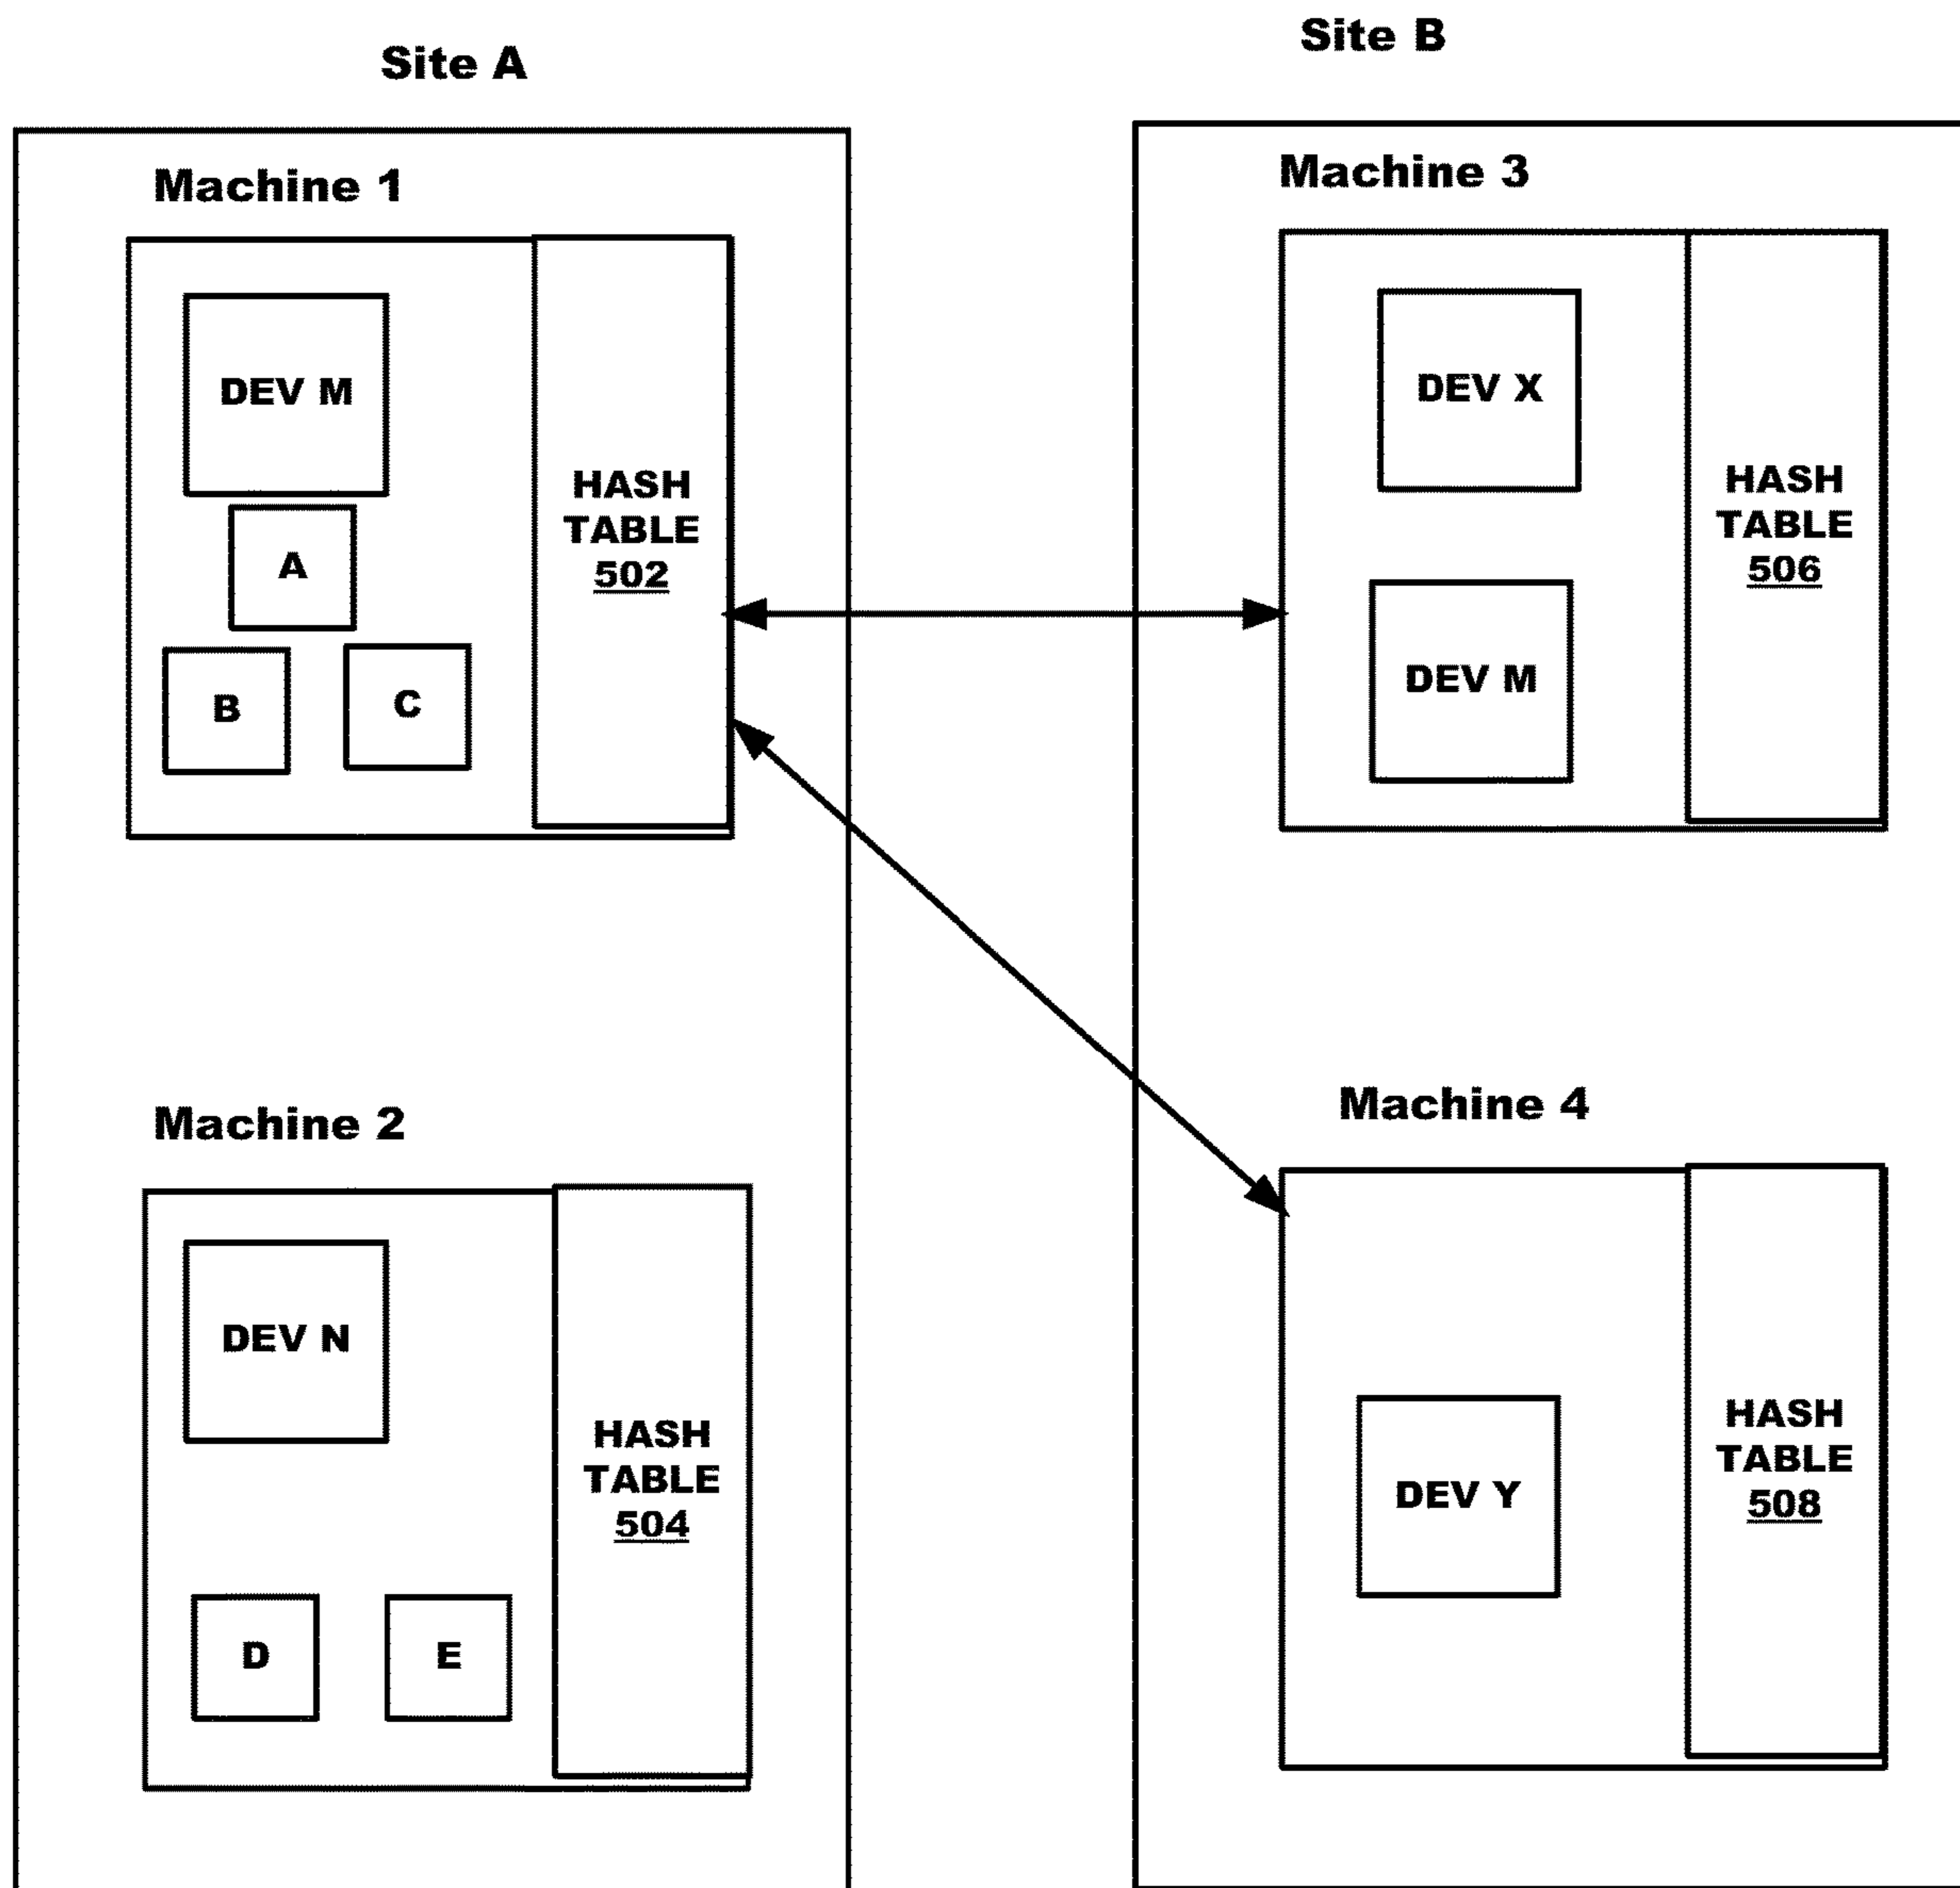 Site A
Machine 1
DEV M
A
B
C
HASH
TABLE
502
Machine 2
DEV N
D
E
HASH
TABLE
504
Site B
Machine 3
DEV X
DEV M
HASH
TABLE
506
Machine 4
DEV Y
HASH
TABLE
508